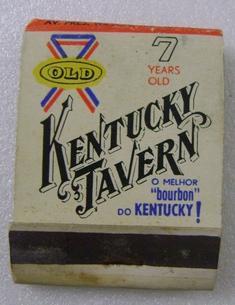 OLD
7
YEARS
OLD
KENTUCKY
TAVERN
O MELHOR
"bourbon"
DO KENTUCKY!